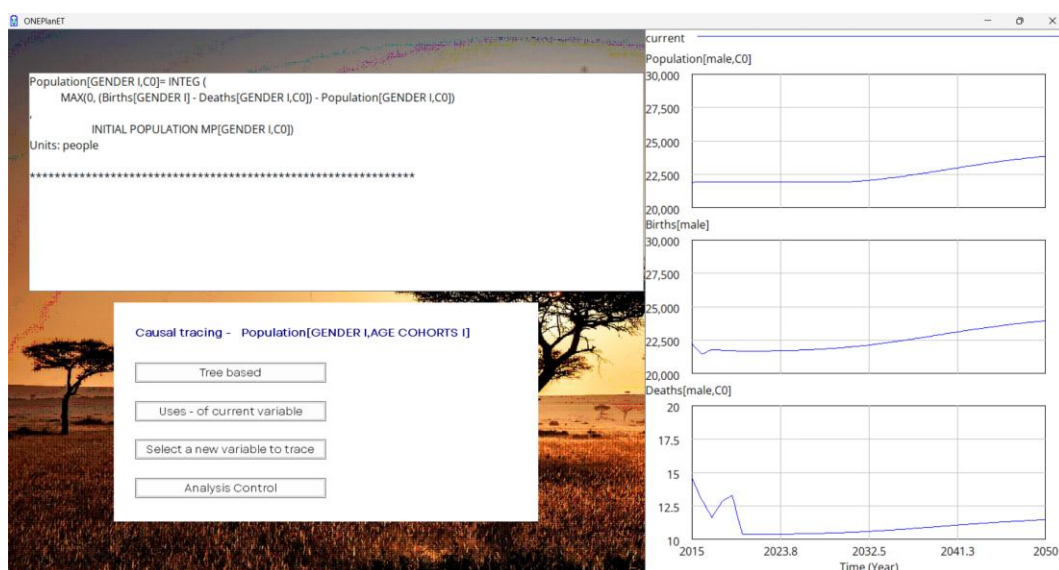 ONEPlanET
Population[GENDER I,C0]= INTEG (
MAX(0, (Births[GENDER I] - Deaths[GENDER I,C0]) - Population[GENDER I,C0])
,
INITIAL POPULATION MP[GENDER I,C0])
Units: people
**************************************************************
Causal tracing - Population[GENDER I,AGE COHORTS I]
Tree based
Uses - of current variable
Select a new variable to trace
Analysis Control
current
Population[male,C0]
30,000
27,500
25,000
22,500
20,000
Births[male]
30,000
27,500
25,000
22,500
20,000
Deaths[male,C0]
20
17.5
15
12.5
10
2015 2023.8 2032.5 2041.3 2050
Time (Year)